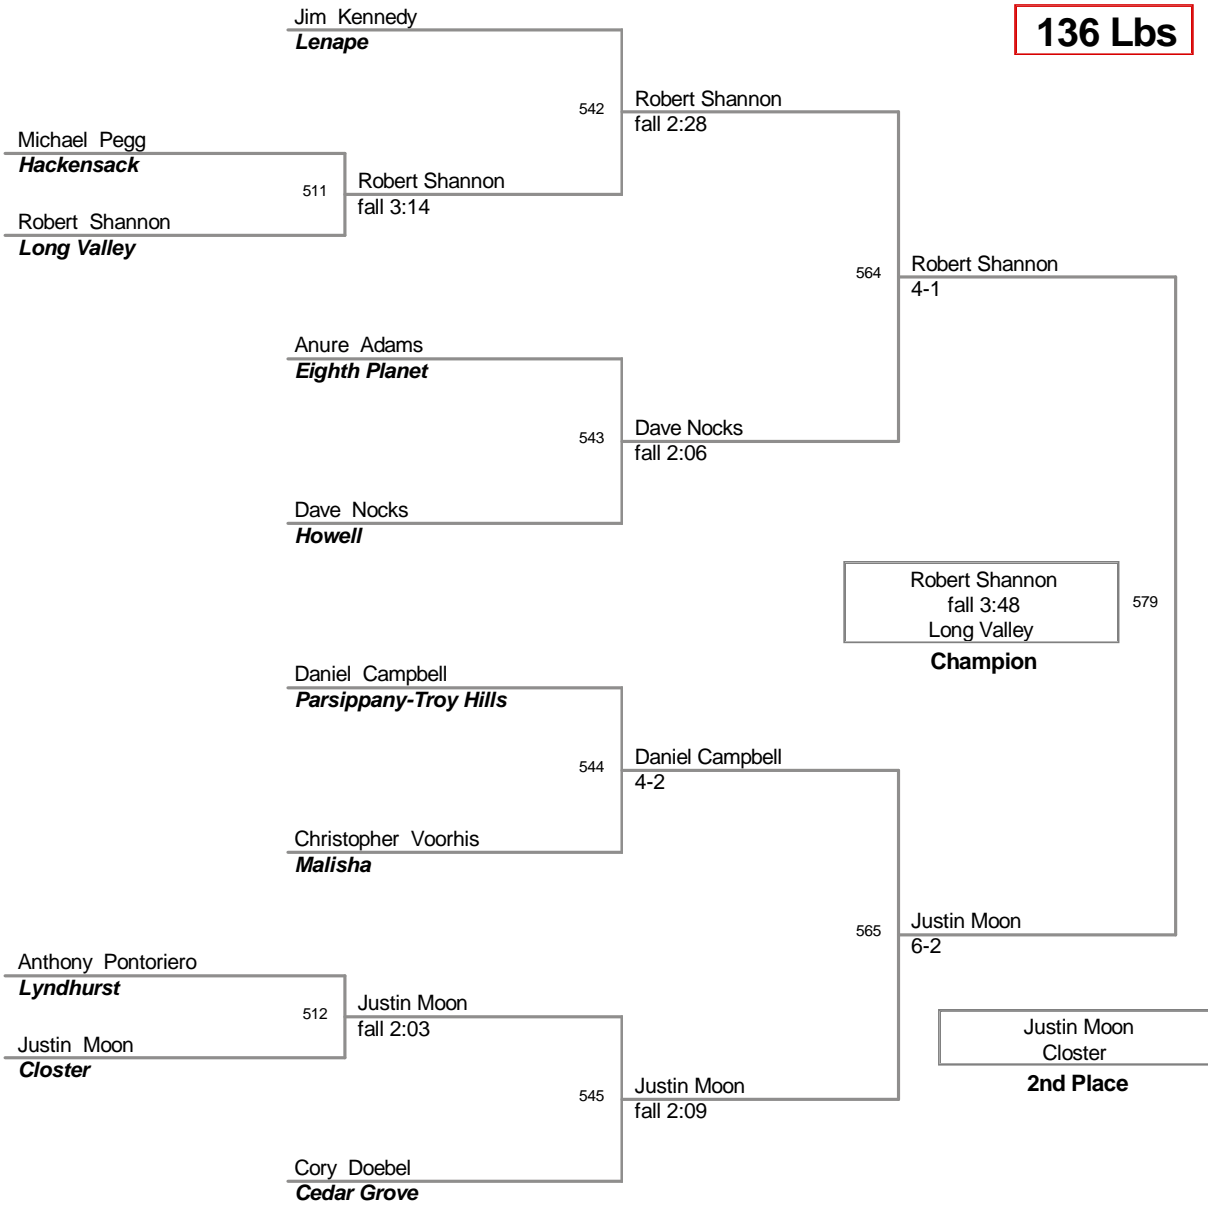 136 Lbs
Jim Kennedy
Lenape
542
Robert Shannon
fall 2:28
Michael Pegg
Hackensack
511
Robert Shannon
fall 3:14
Robert Shannon
Long Valley
564
Robert Shannon
4-1
Anure Adams
Eighth Planet
543
Dave Nocks
fall 2:06
Dave Nocks
Howell
Robert Shannon
fall 3:48
Long Valley
Champion
579
Daniel Campbell
Parsippany-Troy Hills
544
Daniel Campbell
4-2
Christopher Voorhis
Malisha
565
Justin Moon
6-2
Anthony Pontoriero
Lyndhurst
512
Justin Moon
fall 2:03
Justin Moon
Closter
Justin Moon
Closter
2nd Place
545
Justin Moon
fall 2:09
Cory Doebel
Cedar Grove